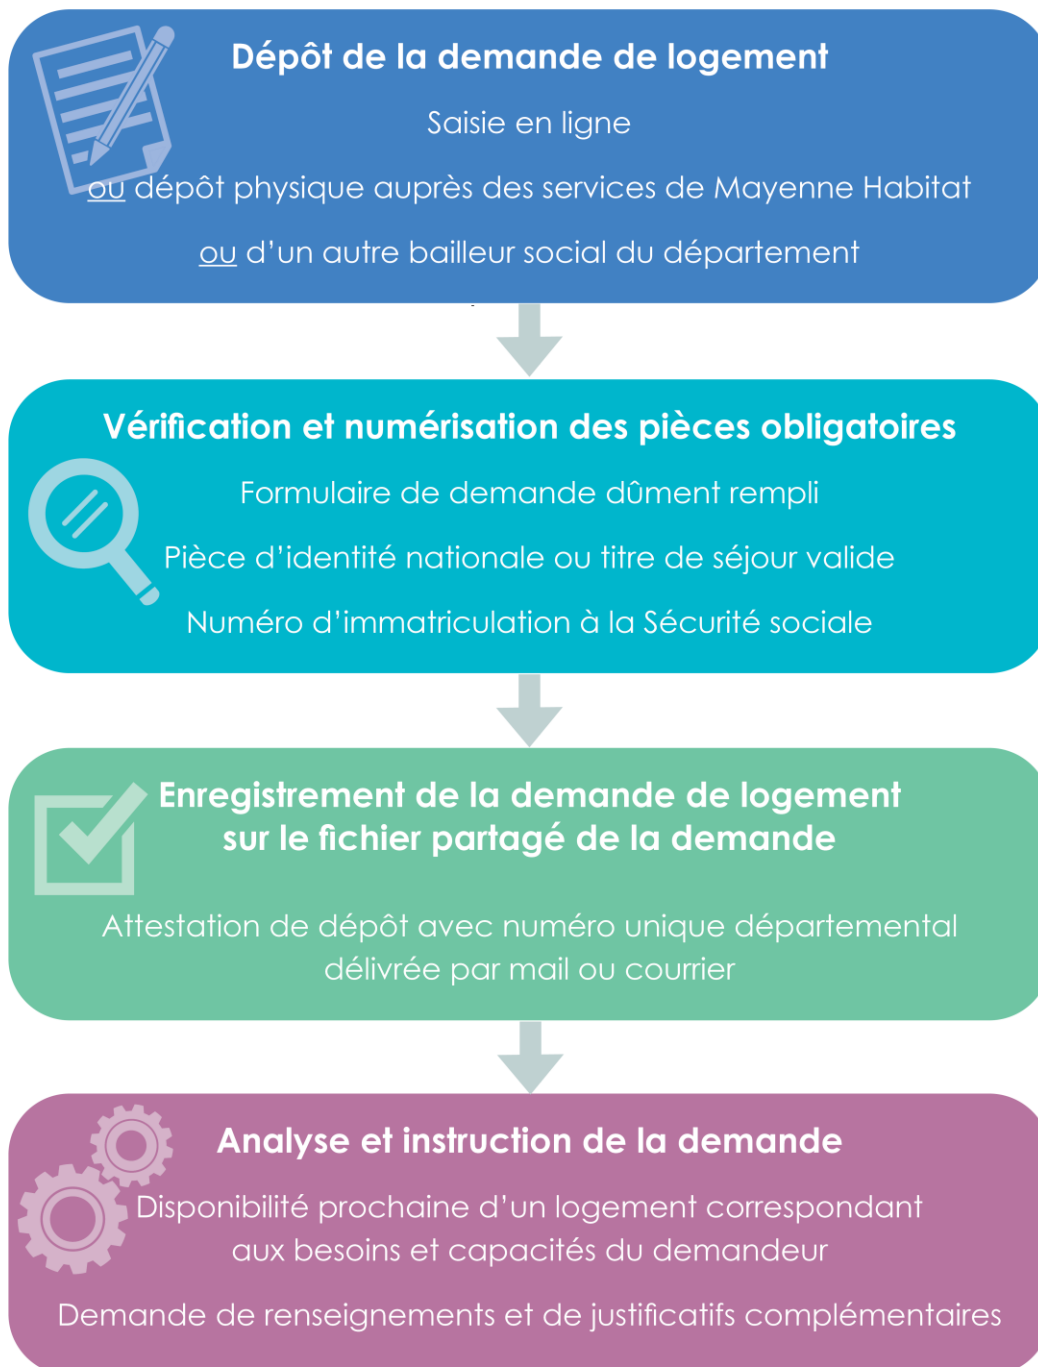 Dépôt de la demande de logement
Saisie en ligne
ou dépôt physique auprès des services de Mayenne Habitat
ou d’un autre bailleur social du département
Vérification et numérisation des pièces obligatoires
Formulaire de demande dûment rempli
Pièce d’identité nationale ou titre de séjour valide
Numéro d’immatriculation à la Sécurité sociale
Enregistrement de la demande de logement
sur le fichier partagé de la demande
Attestation de dépôt avec numéro unique départemental
délivrée par mail ou courrier
Analyse et instruction de la demande
Disponibilité prochaine d’un logement correspondant
aux besoins et capacités du demandeur
Demande de renseignements et de justificatifs complémentaires